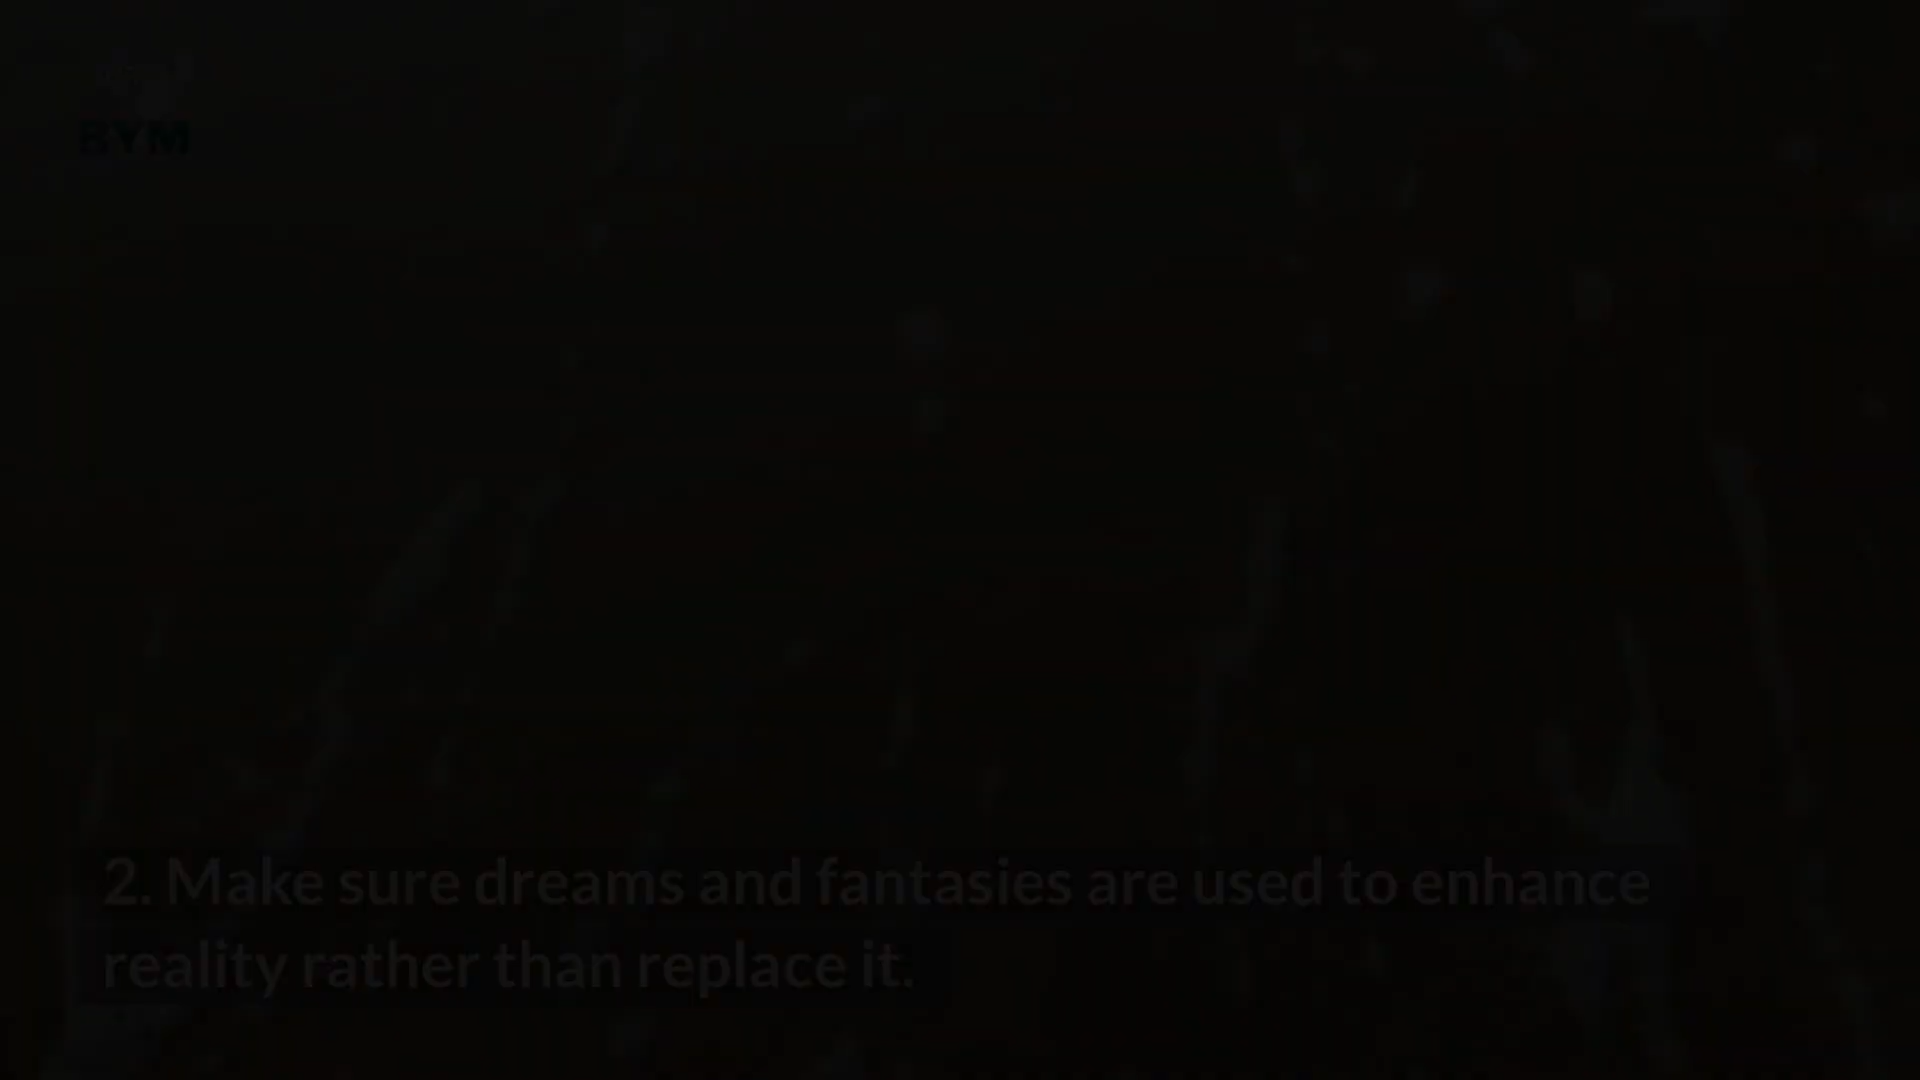 BYM
2. Make sure dreams and fantasies are used to enhance
reality rather than replace it.